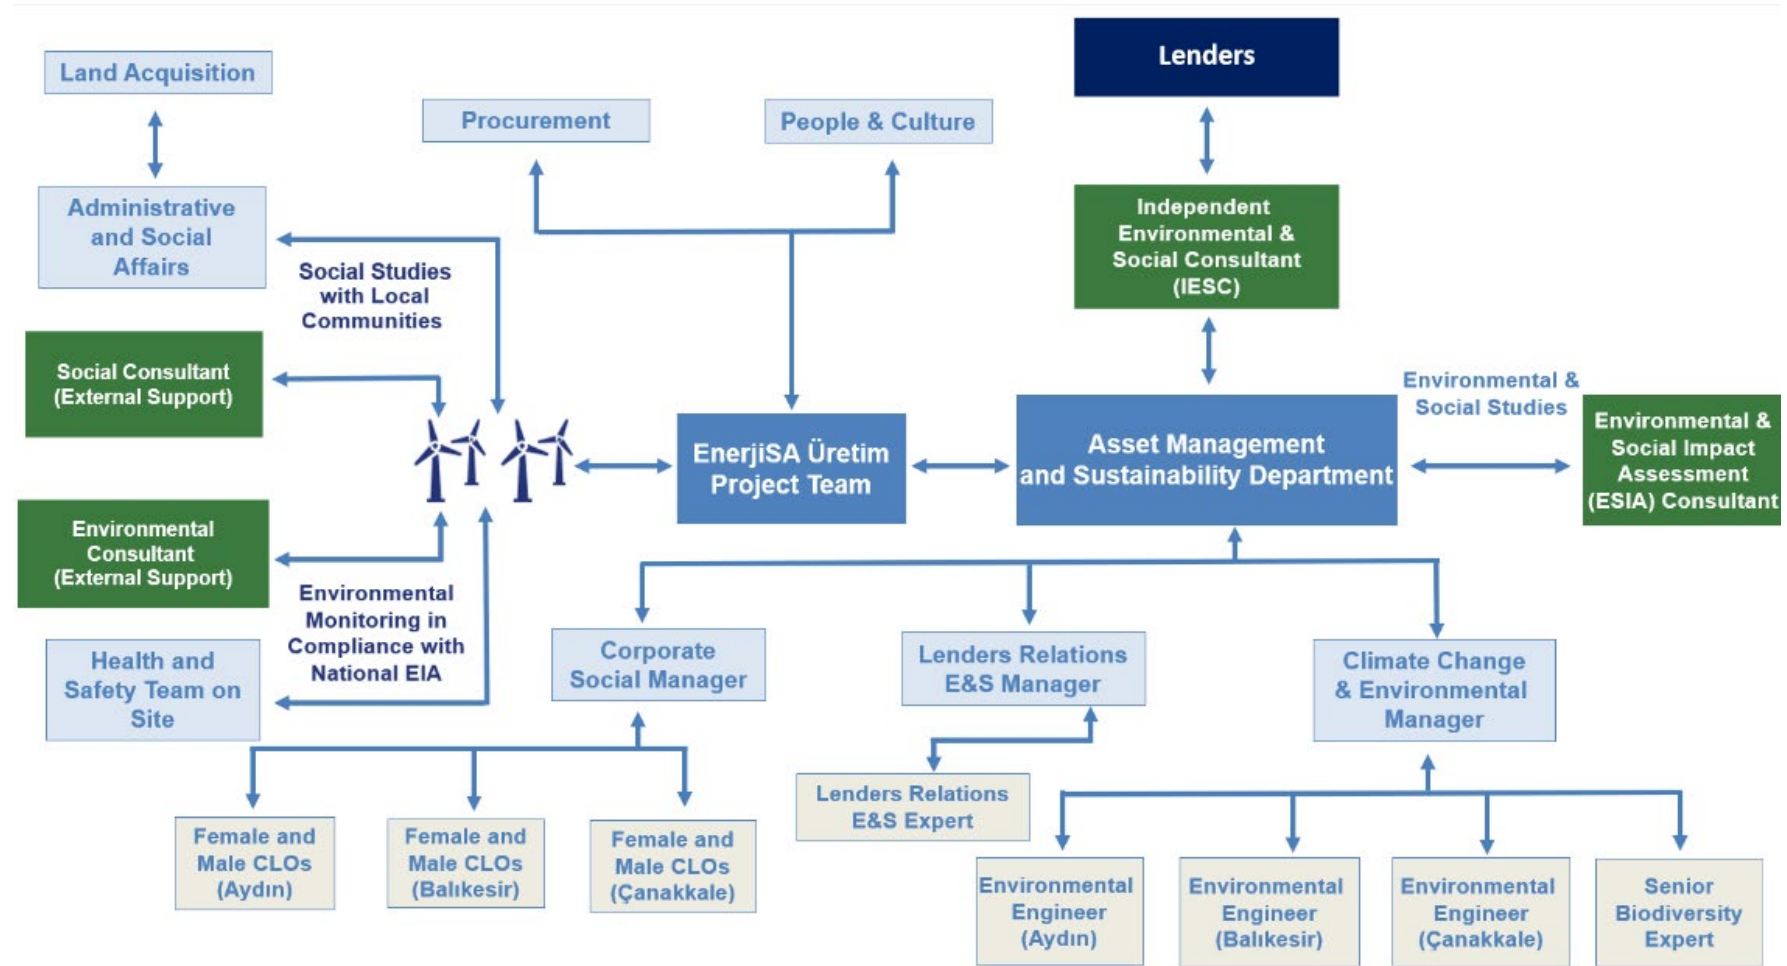 Lenders
Land Acquisition
Procurement
People & Culture
Administrative
and Social
Affairs
Independent
Environmental &
Social Consultant
(IESC)
Social Studies
with Local
Communities
Social Consultant
(External Support)
EnerjiSA Üretim
Project Team
Asset Management
and Sustainability Department
Environmental &
Social Studies
Environmental &
Social Impact
Assessment
(ESIA) Consultant
Environmental
Consultant
(External Support)
Environmental
Monitoring in
Compliance with
National EIA
Health and
Safety Team on
Site
Corporate
Social Manager
Lenders Relations
E&S Manager
Climate Change
& Environmental
Manager
Female and
Male CLOs
(Aydın)
Female and
Male CLOs
(Balıkesir)
Female and
Male CLOs
(Çanakkale)
Lenders Relations
E&S Expert
Environmental
Engineer
(Aydın)
Environmental
Engineer
(Balıkesir)
Environmental
Engineer
(Çanakkale)
Senior
Biodiversity
Expert